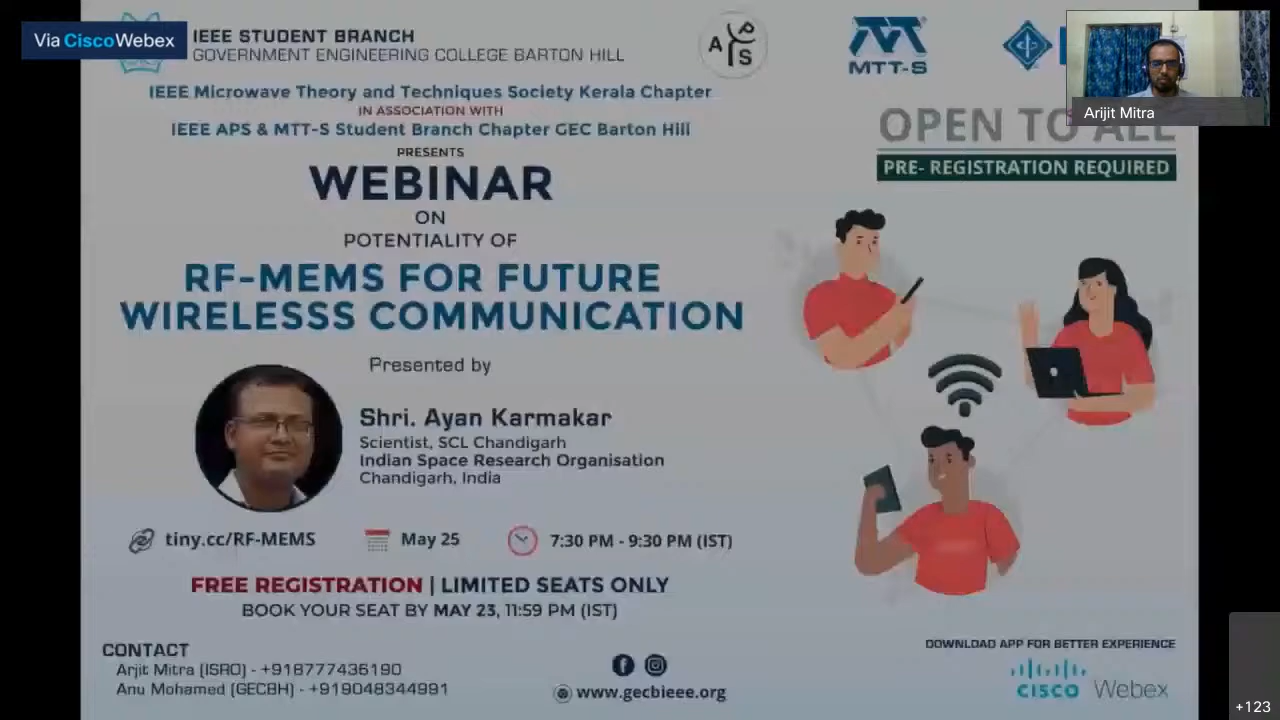 Via CiscoWebex
IEEE STUDENT BRANCH
GOVERNMENT ENGINEERING COLLEGE BARTON HILL
A S
MTT-S
Arijit Mitra
IEEE Microwave Theory and Techniques Society Kerala Chapter
IN ASSOCIATION WITH
IEEE APS & MTT-S Student Branch Chapter GEC Barton Hill
PRESENTS
WEBINAR
ON
POTENTIALITY OF
RF-MEMS FOR FUTURE
WIRELESSS COMMUNICATION
OPEN TO ALL
PRE- REGISTRATION REQUIRED
Presented by
Shri. Ayan Karmakar
Scientist, SCL Chandigarh
Indian Space Research Organisation
Chandigarh, India
tiny.cc/RF-MEMS May 25 7:30 PM - 9:30 PM (IST)
FREE REGISTRATION | LIMITED SEATS ONLY
BOOK YOUR SEAT BY MAY 23, 11:59 PM (IST)
CONTACT
Arjit Mitra (ISRO) - +918777436190
Anu Mohamed (GECBH) - +919048344991
www.gecbieee.org
DOWNLOAD APP FOR BETTER EXPERIENCE
CISCO Webex
+123